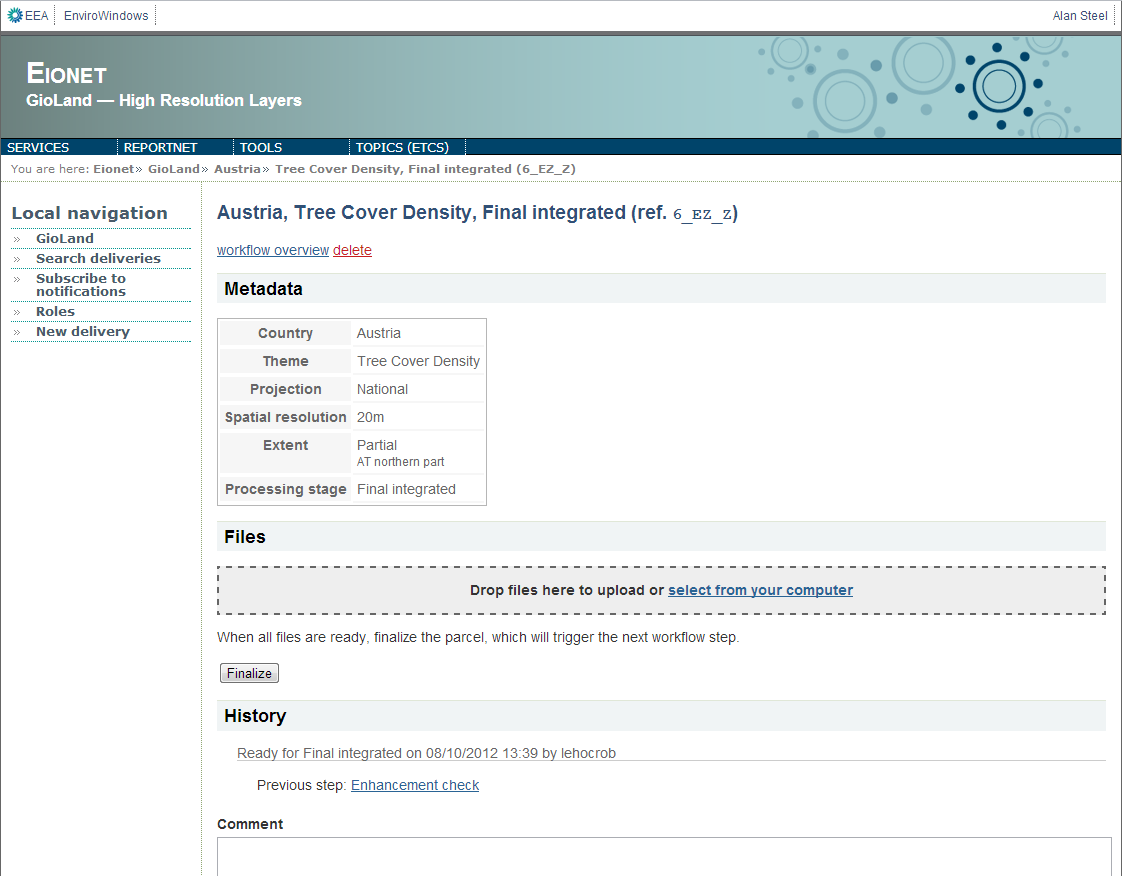 EEA EnviroWindows Alan Steel
EIONET
GioLand — High Resolution Layers
SERVICES REPORTNET TOOLS TOPICS (ETCS)
You are here: Eionet» GioLand» Austria» Tree Cover Density, Final integrated (6_EZ_Z)
Local navigation
» GioLand
» Search deliveries
» Subscribe to
notifications
» Roles
» New delivery
Austria, Tree Cover Density, Final integrated (ref. 6_EZ_Z)
workflow overview delete
Metadata
Country Austria
Theme Tree Cover Density
Projection National
Spatial resolution 20m
Extent Partial
AT northern part
Processing stage Final integrated
Files
Drop files here to upload or select from your computer
When all files are ready, finalize the parcel, which will trigger the next workflow step.
Finalize
History
Ready for Final integrated on 08/10/2012 13:39 by lehocrob
Previous step: Enhancement check
Comment